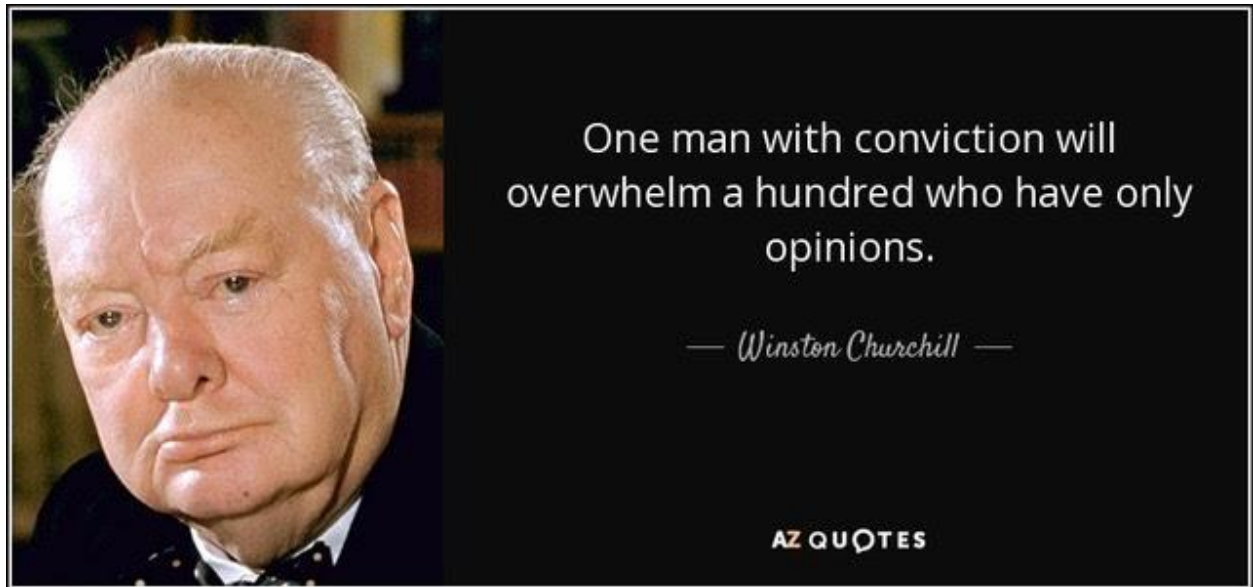 One man with conviction will
overwhelm a hundred who have only
opinions.
— Winston Churchill —
AZ QUOTES